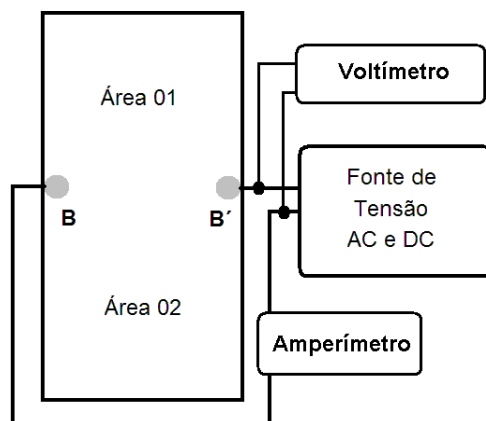 Área 01
Voltímetro
Fonte de
Tensão
AC e DC
B
B´
Área 02
Amperímetro